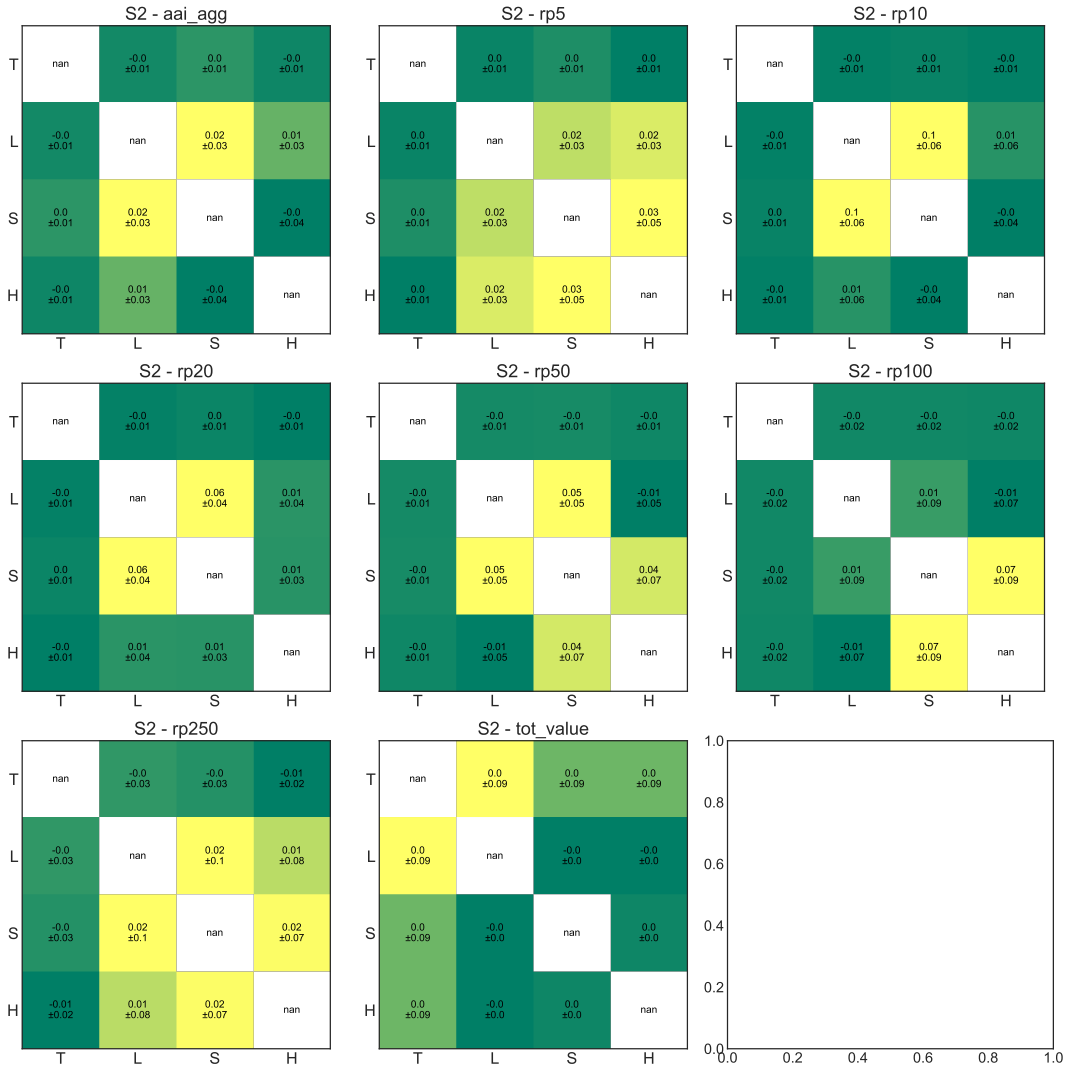 S2 - aai_agg
T nan -0.0 ±0.01 0.0 ±0.01 -0.0 ±0.01
L -0.0 ±0.01 nan 0.02 ±0.03 0.01 ±0.03
S 0.0 ±0.01 0.02 ±0.03 nan -0.0 ±0.04
H -0.0 ±0.01 0.01 ±0.03 -0.0 ±0.04 nan
T L S H
S2 - rp5
T nan 0.0 ±0.01 0.0 ±0.01 0.0 ±0.01
L 0.0 ±0.01 nan 0.02 ±0.03 0.02 ±0.03
S 0.0 ±0.01 0.02 ±0.03 nan 0.03 ±0.05
H 0.0 ±0.01 0.02 ±0.03 0.03 ±0.05 nan
T L S H
S2 - rp10
T nan -0.0 ±0.01 0.0 ±0.01 -0.0 ±0.01
L -0.0 ±0.01 nan 0.1 ±0.06 0.01 ±0.06
S 0.0 ±0.01 0.1 ±0.06 nan -0.0 ±0.04
H -0.0 ±0.01 0.01 ±0.06 -0.0 ±0.04 nan
T L S H
S2 - rp20
T nan -0.0 ±0.01 0.0 ±0.01 -0.0 ±0.01
L -0.0 ±0.01 nan 0.06 ±0.04 0.01 ±0.04
S 0.0 ±0.01 0.06 ±0.04 nan 0.01 ±0.03
H -0.0 ±0.01 0.01 ±0.04 0.01 ±0.03 nan
T L S H
S2 - rp50
T nan -0.0 ±0.01 -0.0 ±0.01 -0.0 ±0.01
L -0.0 ±0.01 nan 0.05 ±0.05 -0.01 ±0.05
S -0.0 ±0.01 0.05 ±0.05 nan 0.04 ±0.07
H -0.0 ±0.01 -0.01 ±0.05 0.04 ±0.07 nan
T L S H
S2 - rp100
T nan -0.0 ±0.02 -0.0 ±0.02 -0.0 ±0.02
L -0.0 ±0.02 nan 0.01 ±0.09 -0.01 ±0.07
S -0.0 ±0.02 0.01 ±0.09 nan 0.07 ±0.09
H -0.0 ±0.02 -0.01 ±0.07 0.07 ±0.09 nan
T L S H
S2 - rp250
T nan -0.0 ±0.03 -0.0 ±0.03 -0.01 ±0.02
L -0.0 ±0.03 nan 0.02 ±0.1 0.01 ±0.08
S -0.0 ±0.03 0.02 ±0.1 nan 0.02 ±0.07
H -0.01 ±0.02 0.01 ±0.08 0.02 ±0.07 nan
T L S H
S2 - tot_value
T nan 0.0 ±0.09 0.0 ±0.09 0.0 ±0.09
L 0.0 ±0.09 nan -0.0 ±0.0 -0.0 ±0.0
S 0.0 ±0.09 -0.0 ±0.0 nan 0.0 ±0.0
H 0.0 ±0.09 -0.0 ±0.0 0.0 ±0.0 nan
T L S H
1.0
0.8
0.6
0.4
0.2
0.0
0.0 0.2 0.4 0.6 0.8 1.0